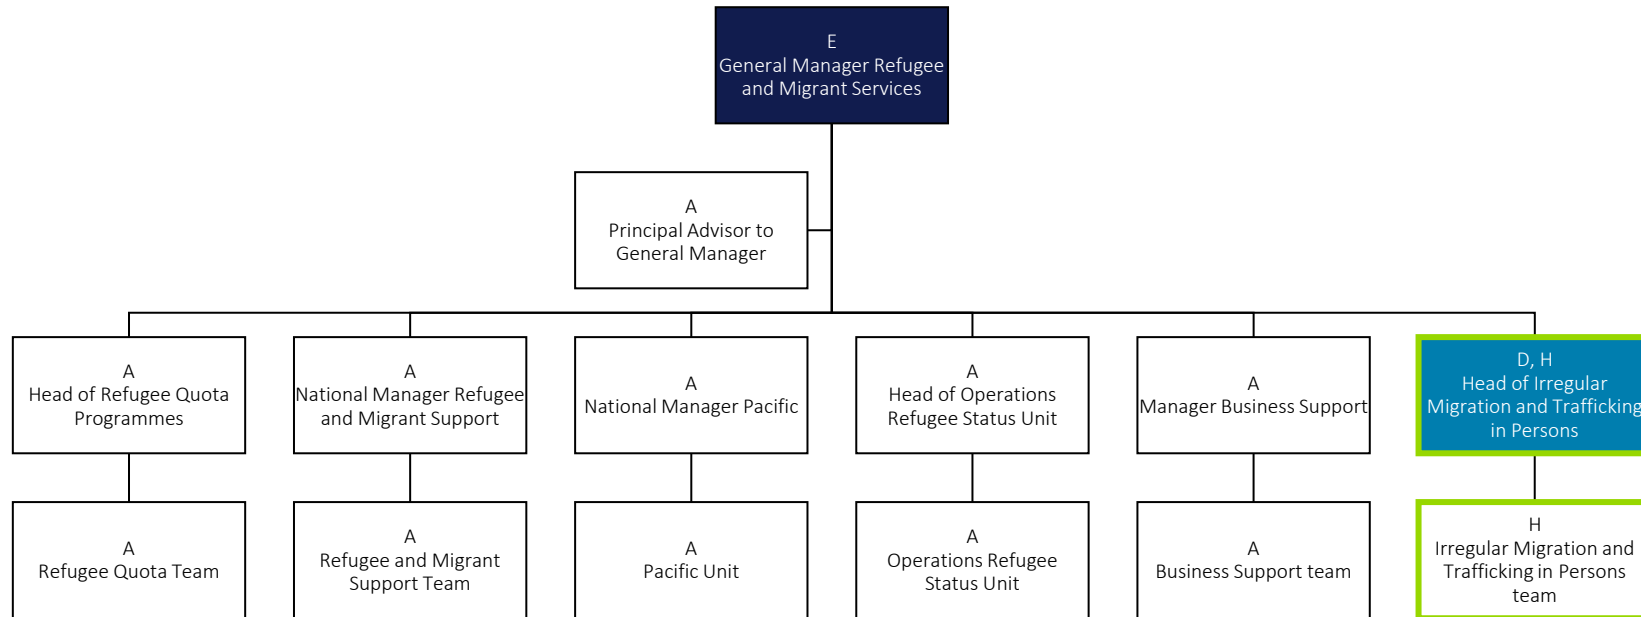 E
General Manager Refugee
and Migrant Services
A
Principal Advisor to
General Manager
A
Head of Refugee Quota
Programmes
A
National Manager Refugee
and Migrant Support
A
National Manager Pacific
A
Head of Operations
Refugee Status Unit
A
Manager Business Support
D, H
Head of Irregular
Migration and Trafficking
in Persons
A
Refugee Quota Team
A
Refugee and Migrant
Support Team
A
Pacific Unit
A
Operations Refugee
Status Unit
A
Business Support team
H
Irregular Migration and
Trafficking in Persons
team